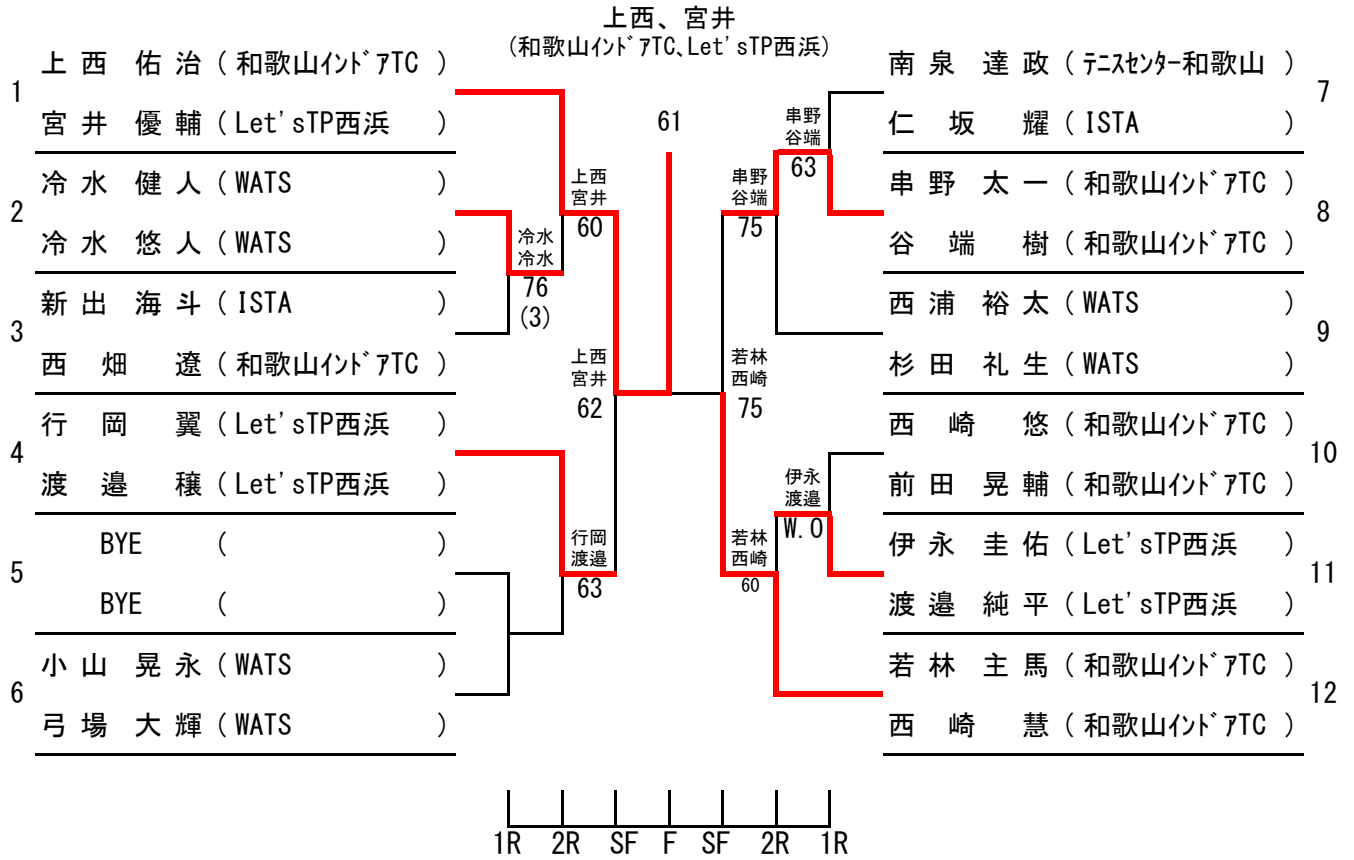 上西、宮井
(和歌山ｲﾝﾄﾞｱTC、Let'sTP西浜)
1
上西 佑治 ( 和歌山ｲﾝﾄﾞｱTC )
宮井 優輔 ( Let'sTP西浜 )
2
冷水 健人 ( WATS )
冷水 悠人 ( WATS )
3
新出 海斗 ( ISTA )
西畑 遼 ( 和歌山ｲﾝﾄﾞｱTC )
4
行岡 翼 ( Let'sTP西浜 )
渡邉 穣 ( Let'sTP西浜 )
5
BYE ( )
BYE ( )
6
小山 晃永 ( WATS )
弓場 大輝 ( WATS )
冷水
冷水
76
(3)
上西
宮井
60
行岡
渡邉
63
上西
宮井
62
61
串野
谷端
75
若林
西崎
75
若林
西崎
60
串野
谷端
63
伊永
渡邉
W.O
南泉 達政 ( ﾃﾆｽｾﾝﾀｰ和歌山 )
仁坂 耀 ( ISTA )
7
串野 太一 ( 和歌山ｲﾝﾄﾞｱTC )
谷端 樹 ( 和歌山ｲﾝﾄﾞｱTC )
8
西浦 裕太 ( WATS )
杉田 礼生 ( WATS )
9
西崎 悠 ( 和歌山ｲﾝﾄﾞｱTC )
前田 晃輔 ( 和歌山ｲﾝﾄﾞｱTC )
10
伊永 圭佑 ( Let'sTP西浜 )
渡邉 純平 ( Let'sTP西浜 )
11
若林 主馬 ( 和歌山ｲﾝﾄﾞｱTC )
西崎 慧 ( 和歌山ｲﾝﾄﾞｱTC )
12
1R 2R SF F SF 2R 1R